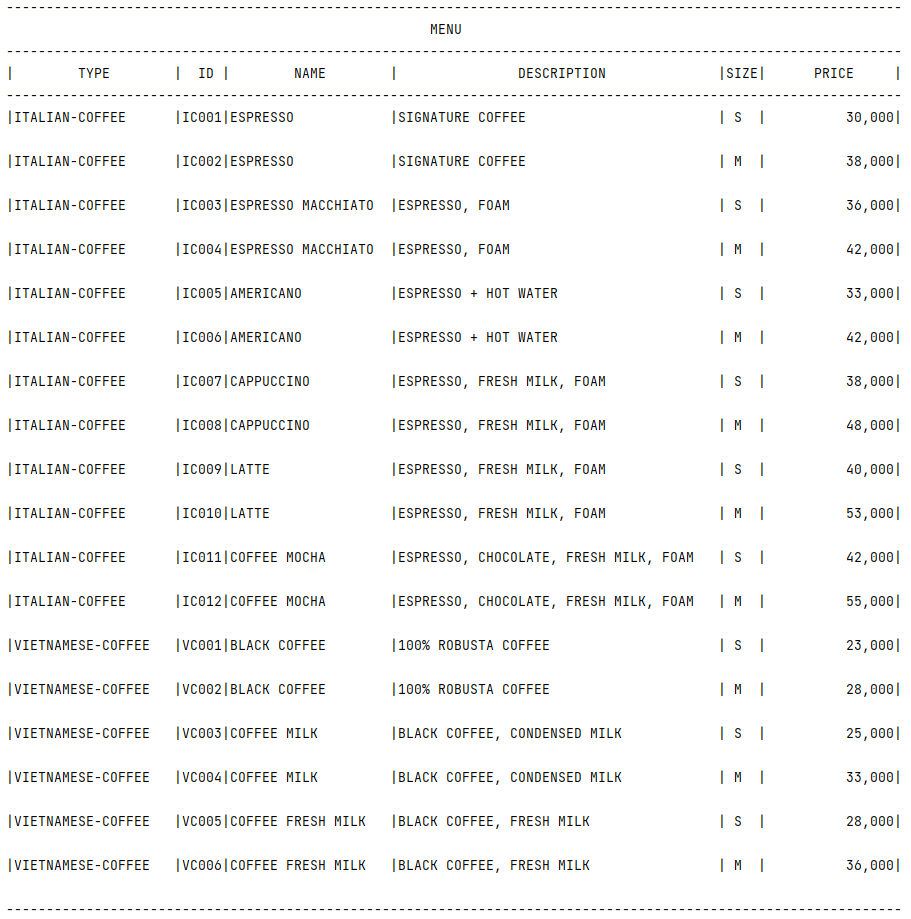 MENU
| TYPE | ID | NAME | DESCRIPTION |SIZE| PRICE |
|ITALIAN-COFFEE |IC001|ESPRESSO |SIGNATURE COFFEE | S | 30,000|
|ITALIAN-COFFEE |IC002|ESPRESSO |SIGNATURE COFFEE | M | 38,000|
|ITALIAN-COFFEE |IC003|ESPRESSO MACCHIATO |ESPRESSO, FOAM | S | 36,000|
|ITALIAN-COFFEE |IC004|ESPRESSO MACCHIATO |ESPRESSO, FOAM | M | 42,000|
|ITALIAN-COFFEE |IC005|AMERICANO |ESPRESSO + HOT WATER | S | 33,000|
|ITALIAN-COFFEE |IC006|AMERICANO |ESPRESSO + HOT WATER | M | 42,000|
|ITALIAN-COFFEE |IC007|CAPPUCCINO |ESPRESSO, FRESH MILK, FOAM | S | 38,000|
|ITALIAN-COFFEE |IC008|CAPPUCCINO |ESPRESSO, FRESH MILK, FOAM | M | 48,000|
|ITALIAN-COFFEE |IC009|LATTE |ESPRESSO, FRESH MILK, FOAM | S | 40,000|
|ITALIAN-COFFEE |IC010|LATTE |ESPRESSO, FRESH MILK, FOAM | M | 53,000|
|ITALIAN-COFFEE |IC011|COFFEE MOCHA |ESPRESSO, CHOCOLATE, FRESH MILK, FOAM | S | 42,000|
|ITALIAN-COFFEE |IC012|COFFEE MOCHA |ESPRESSO, CHOCOLATE, FRESH MILK, FOAM | M | 55,000|
|VIETNAMESE-COFFEE |VC001|BLACK COFFEE |100% ROBUSTA COFFEE | S | 23,000|
|VIETNAMESE-COFFEE |VC002|BLACK COFFEE |100% ROBUSTA COFFEE | M | 28,000|
|VIETNAMESE-COFFEE |VC003|COFFEE MILK |BLACK COFFEE, CONDENSED MILK | S | 25,000|
|VIETNAMESE-COFFEE |VC004|COFFEE MILK |BLACK COFFEE, CONDENSED MILK | M | 33,000|
|VIETNAMESE-COFFEE |VC005|COFFEE FRESH MILK |BLACK COFFEE, FRESH MILK | S | 28,000|
|VIETNAMESE-COFFEE |VC006|COFFEE FRESH MILK |BLACK COFFEE, FRESH MILK | M | 36,000|